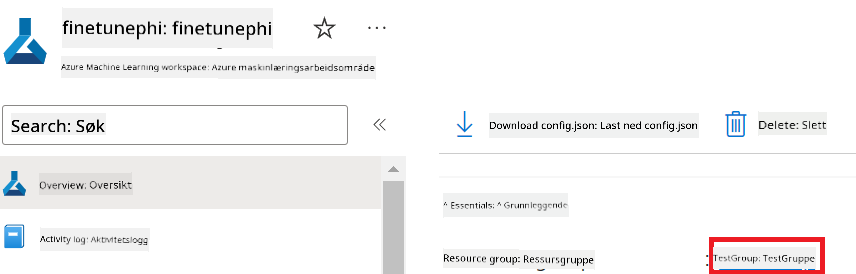 finetunephi: finetunephi
Azure Machine Learning workspace: Azure maskinlæringsarbeidsområde
Search: Søk
Download config.json: Last ned config.json
Delete: Slett
Overview: Oversikt
^ Essentials: ^ Grunnleggende
Activity log: Aktivitetslogg
Resource group: Ressursgruppe
: TestGroup: TestGruppe